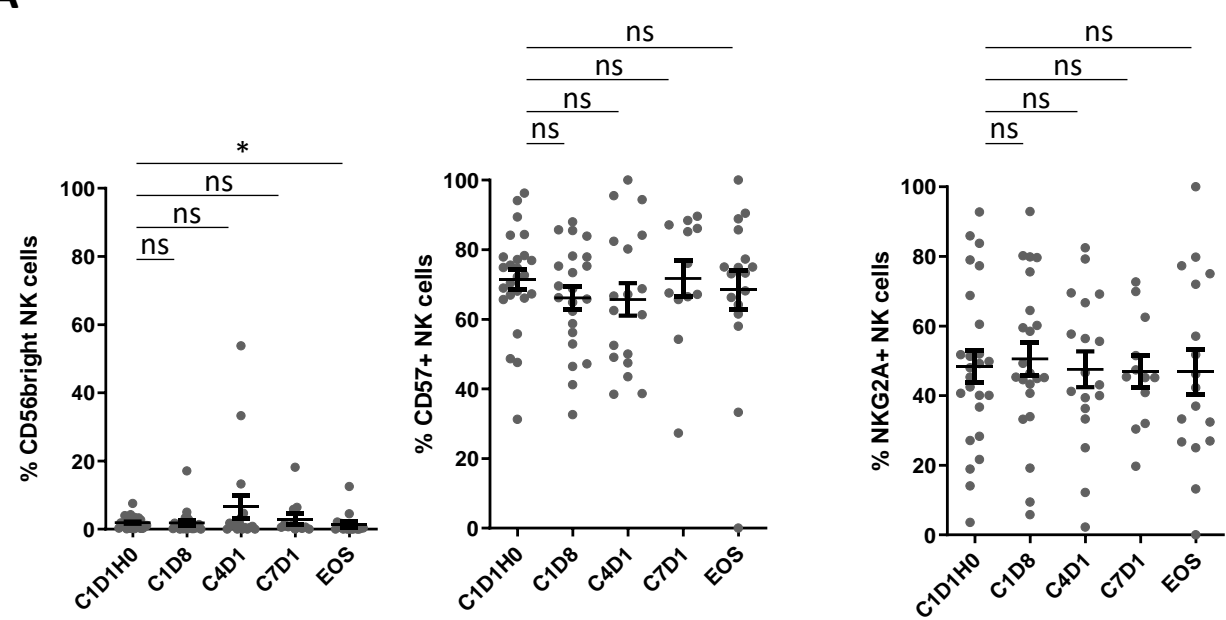 *
ns
ns
ns
% CD56bright NK cells
100
80
60
40
20
0
C1D1H0
C1D8
C4D1
C7D1
EOS
ns
ns
ns
ns
% CD57+ NK cells
100
80
60
40
20
0
C1D1H0
C1D8
C4D1
C7D1
EOS
ns
ns
ns
ns
% NKG2A+ NK cells
100
80
60
40
20
0
C1D1H0
C1D8
C4D1
C7D1
EOS